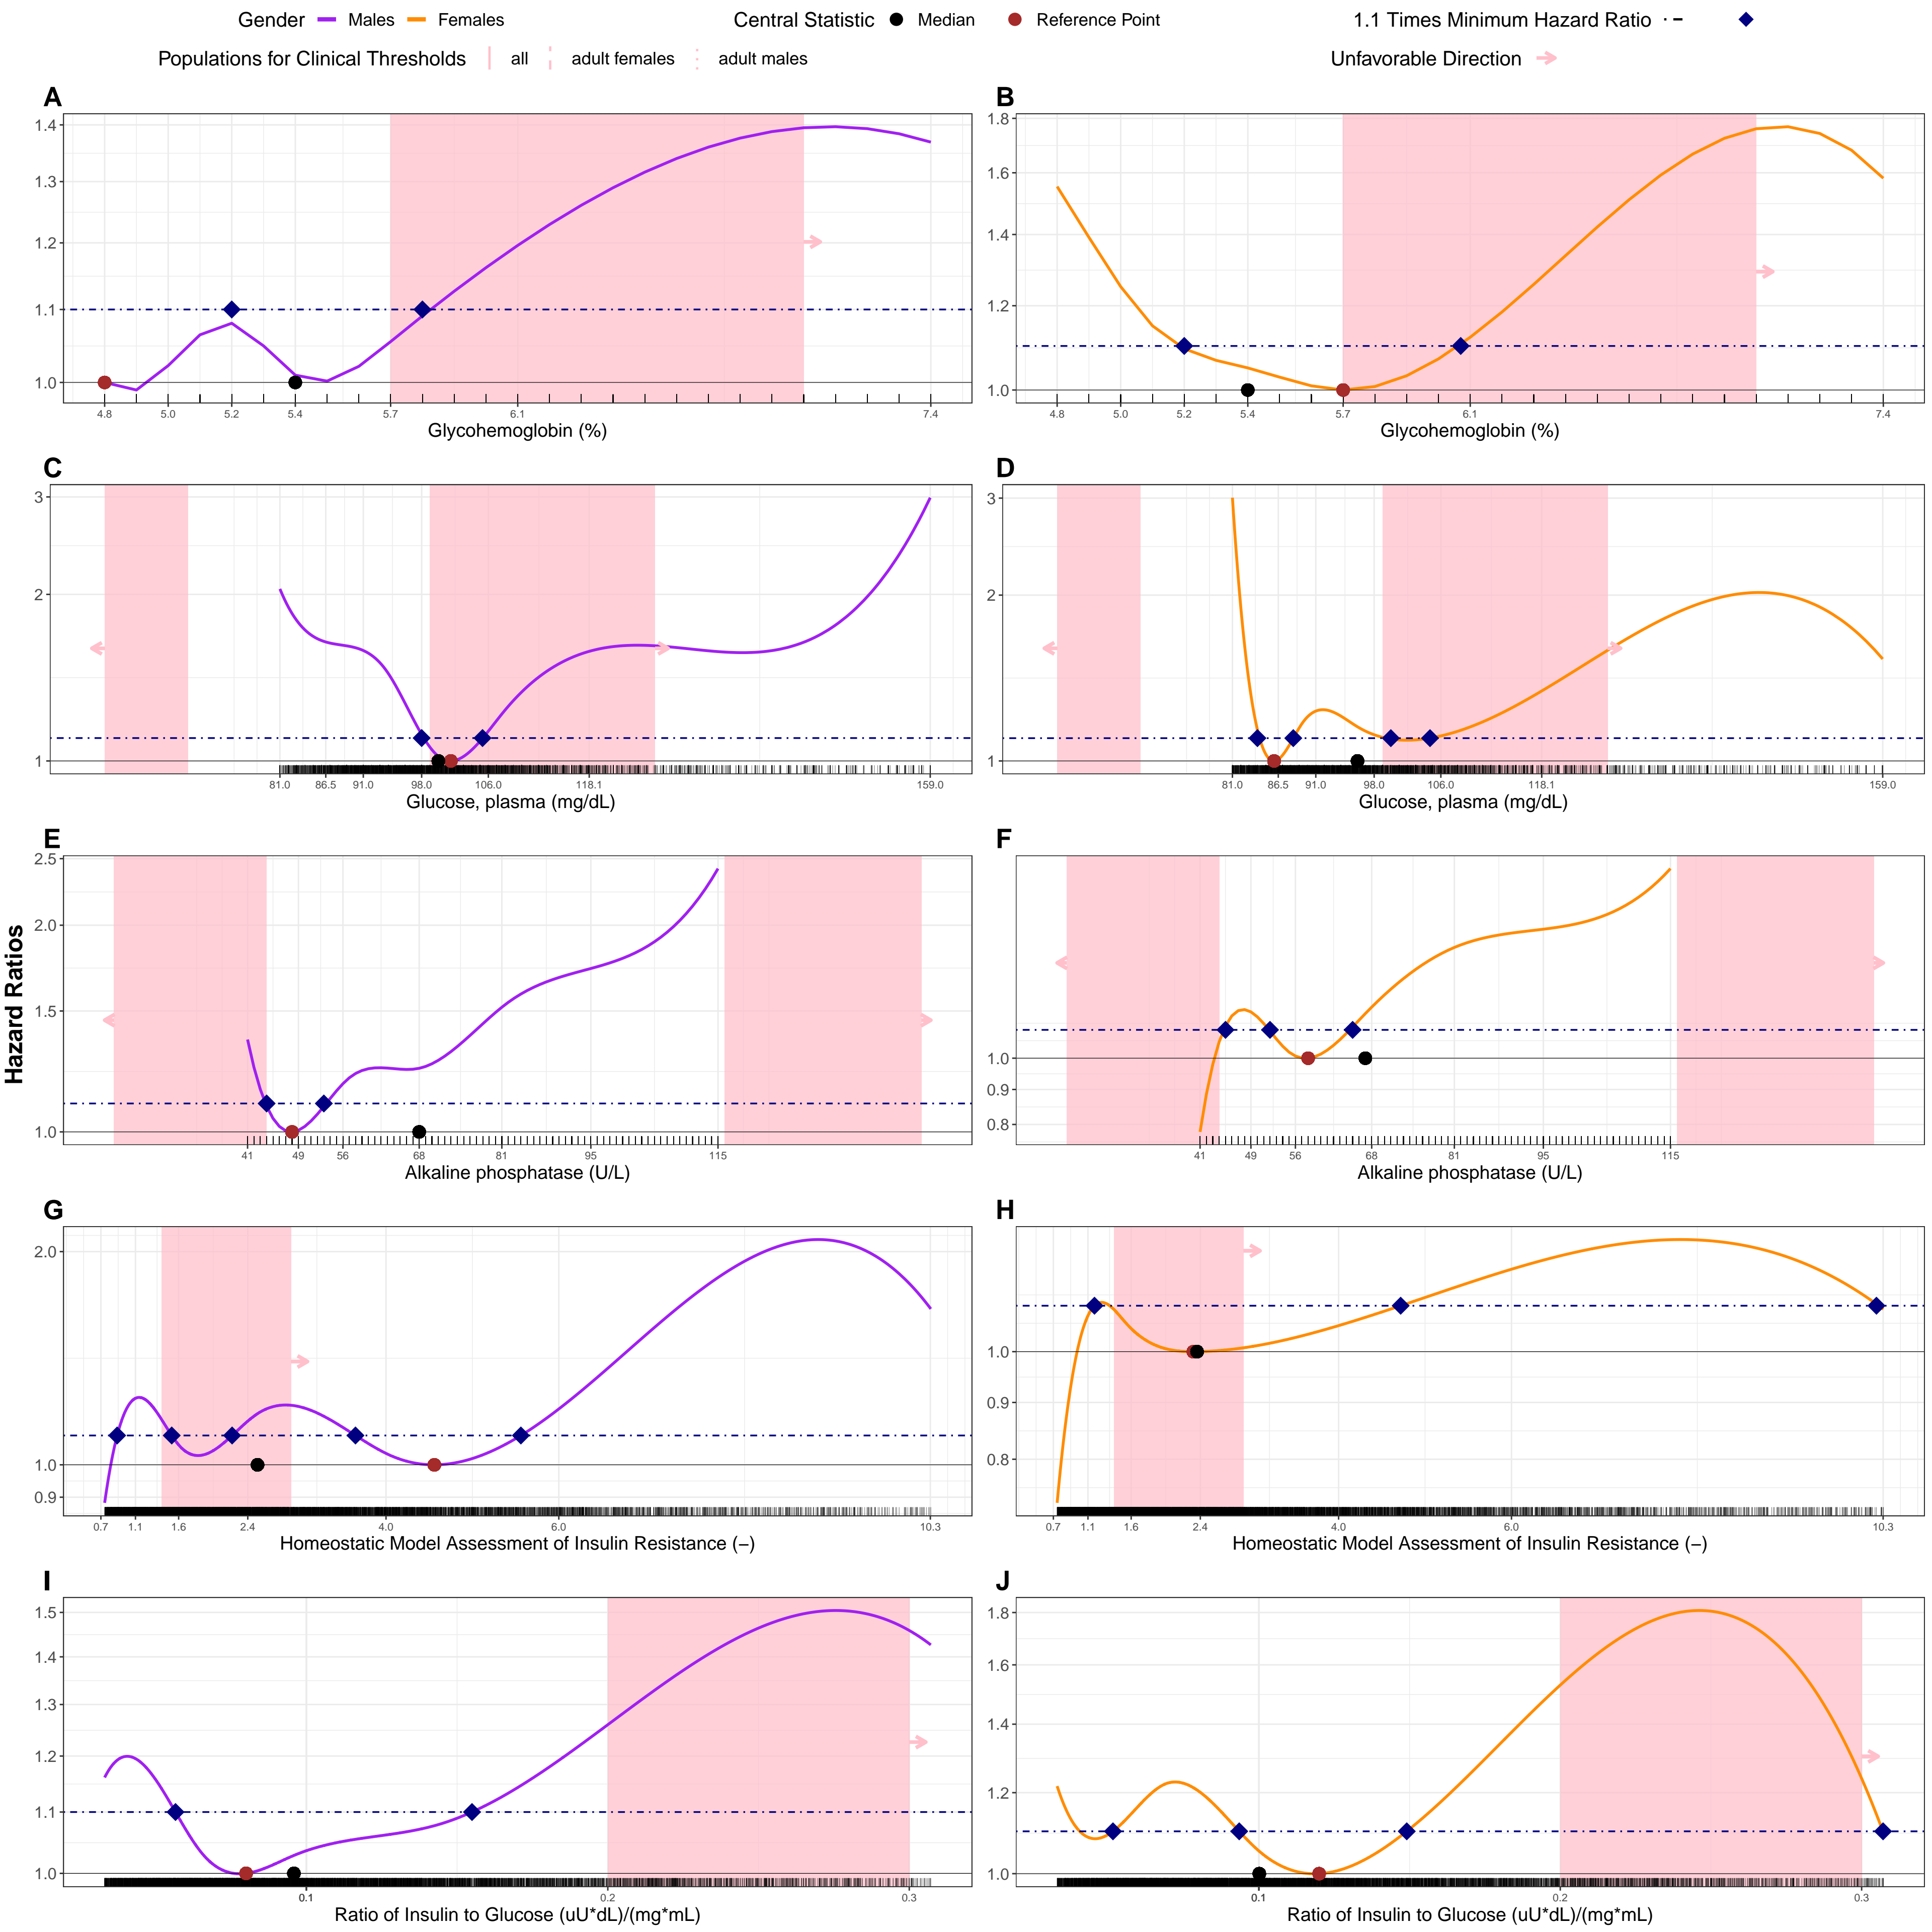 Gender Males Females Central Statistic Median Reference Point 1.1 Times Minimum Hazard Ratio
Populations for Clinical Thresholds all adult females adult males Unfavorable Direction
Hazard Ratios
A
1.4
1.3
1.2
1.1
1.0
4.8 5.0 5.2 5.4 5.7 6.1 7.4
Glycohemoglobin (%)
B
1.8
1.6
1.4
1.2
1.0
4.8 5.0 5.2 5.4 5.7 6.1 7.4
Glycohemoglobin (%)
C
3
2
1
81.0 86.5 91.0 98.0 106.0 118.1 159.0
Glucose, plasma (mg/dL)
D
3
2
1
81.0 86.5 91.0 98.0 106.0 118.1 159.0
Glucose, plasma (mg/dL)
E
2.5
2.0
1.5
1.0
41 49 56 68 81 95 115
Alkaline phosphatase (U/L)
F
1.0
0.9
0.8
41 49 56 68 81 95 115
Alkaline phosphatase (U/L)
G
2.0
1.0
0.9
0.7 1.1 1.6 2.4 4.0 6.0 10.3
Homeostatic Model Assessment of Insulin Resistance (−)
H
1.0
0.9
0.8
0.7 1.1 1.6 2.4 4.0 6.0 10.3
Homeostatic Model Assessment of Insulin Resistance (−)
I
1.5
1.4
1.3
1.2
1.1
1.0
0.1 0.2 0.3
Ratio of Insulin to Glucose (uU*dL)/(mg*mL)
J
1.8
1.6
1.4
1.2
1.0
0.1 0.2 0.3
Ratio of Insulin to Glucose (uU*dL)/(mg*mL)